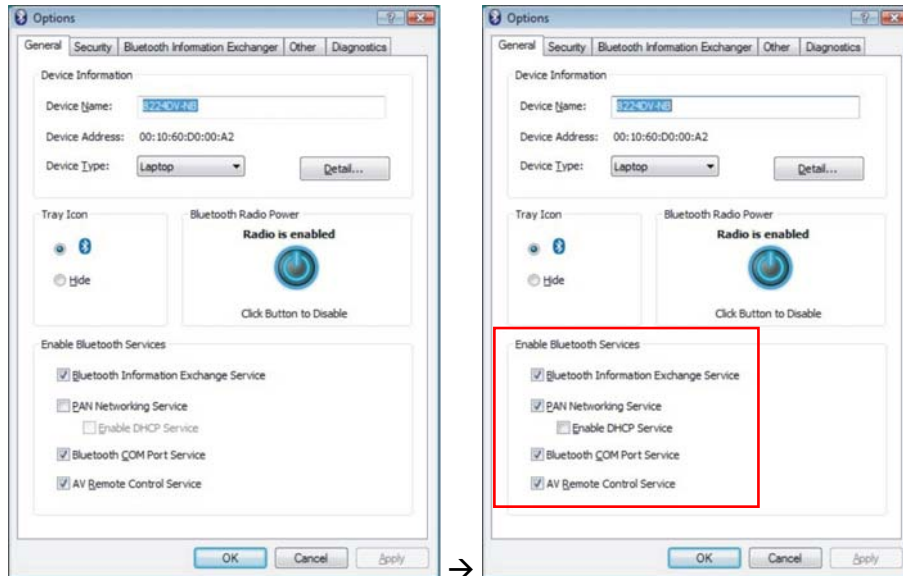 Options
General Security Bluetooth Information Exchanger Other Diagnostics
Device Information
Device Name: 8224DV-NB
Device Address: 00:10:60:D0:00:A2
Device Type: Laptop Detail...
Tray Icon
Hide
Bluetooth Radio Power
Radio is enabled
Click Button to Disable
Enable Bluetooth Services
Bluetooth Information Exchange Service
PAN Networking Service
Enable DHCP Service
Bluetooth COM Port Service
AV Remote Control Service
OK Cancel Apply
→
Options
General Security Bluetooth Information Exchanger Other Diagnostics
Device Information
Device Name: 8224DV-NB
Device Address: 00:10:60:D0:00:A2
Device Type: Laptop Detail...
Tray Icon
Hide
Bluetooth Radio Power
Radio is enabled
Click Button to Disable
Enable Bluetooth Services
Bluetooth Information Exchange Service
PAN Networking Service
Enable DHCP Service
Bluetooth COM Port Service
AV Remote Control Service
OK Cancel Apply